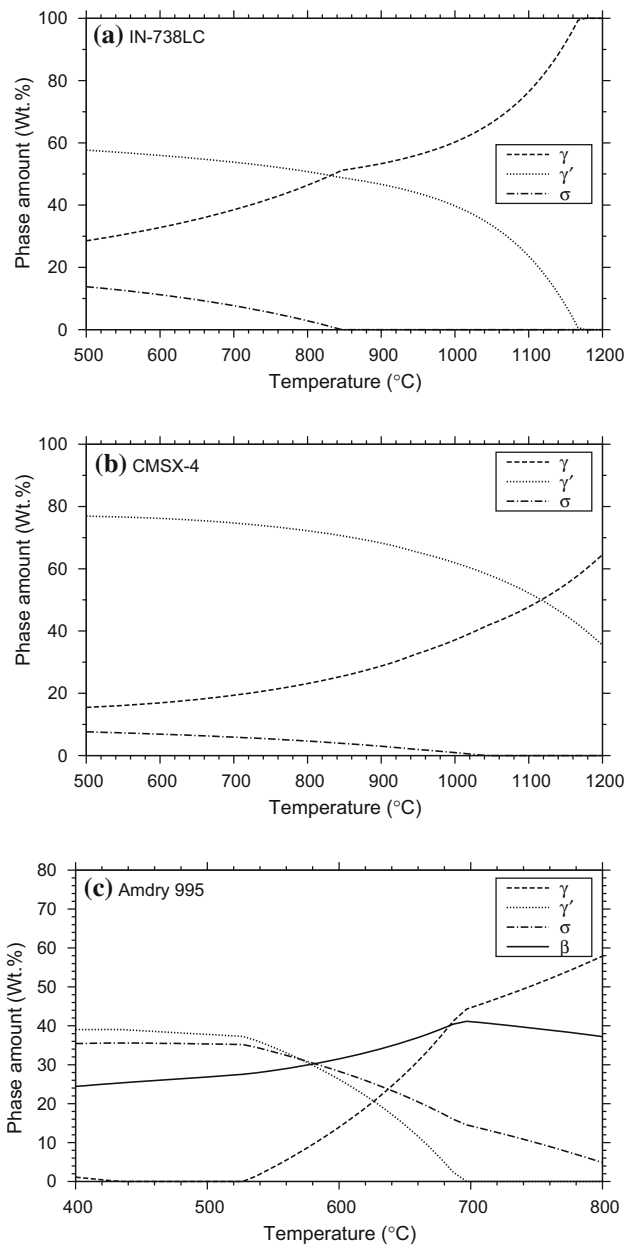 (a) IN-738LC
100
80
60
40
20
0
Phase amount (Wt.%)
γ
γ′
σ
500 600 700 800 900 1000 1100 1200
Temperature (°C)
(b) CMSX-4
100
80
60
40
20
0
Phase amount (Wt.%)
γ
γ′
σ
500 600 700 800 900 1000 1100 1200
Temperature (°C)
(c) Amdry 995
80
70
60
50
40
30
20
10
0
Phase amount (Wt.%)
γ
γ′
σ
β
400 500 600 700 800
Temperature (°C)